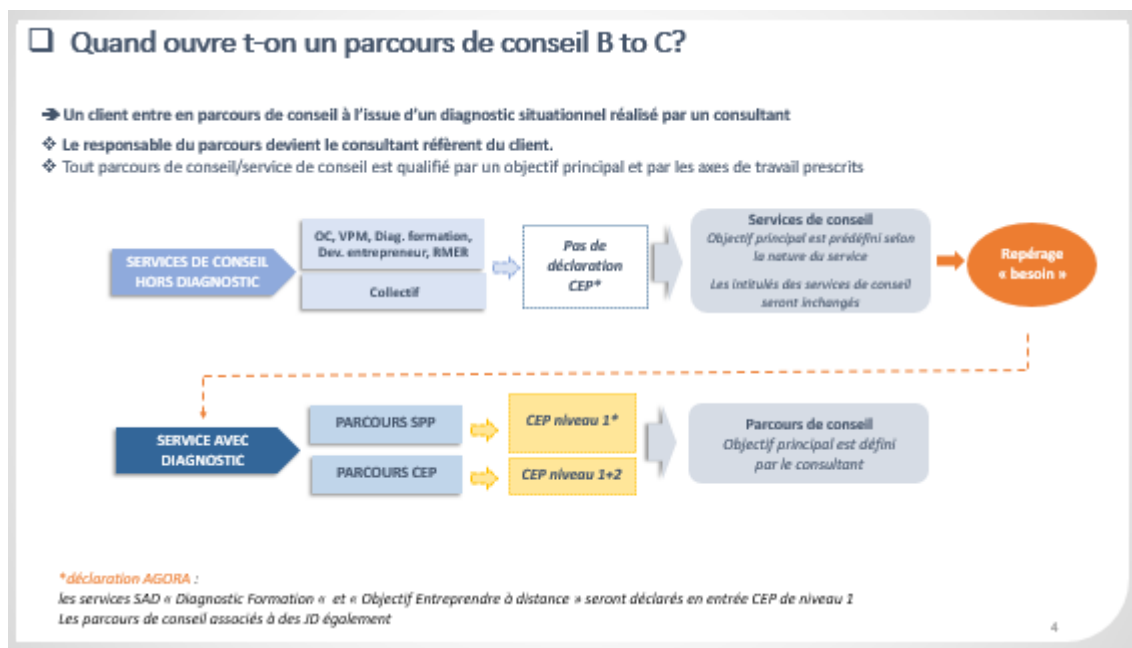 ❑ Quand ouvre t-on un parcours de conseil B to C?
➔ Un client entre en parcours de conseil à l'issue d'un diagnostic situationnel réalisé par un consultant
❖ Le responsable du parcours devient le consultant réfèrent du client.
❖ Tout parcours de conseil/service de conseil est qualifié par un objectif principal et par les axes de travail prescrits
SERVICES DE CONSEIL
HORS DIAGNOSTIC
OC, VPM, Diag. formation,
Dev. entrepreneur, RMER
Collectif
Pas de
déclaration
CEP*
Services de conseil
Objectif principal est prédéfini selon
la nature du service
Les intitulés des services de conseil
seront inchangés
Repérage
« besoin »
SERVICE AVEC
DIAGNOSTIC
PARCOURS SPP
PARCOURS CEP
CEP niveau 1*
CEP niveau 1+2
Parcours de conseil
Objectif principal est défini
par le consultant
*déclaration AGORA :
les services SAD « Diagnostic Formation « et « Objectif Entreprendre à distance » seront déclarés en entrée CEP de niveau 1
Les parcours de conseil associés à des JD également
4